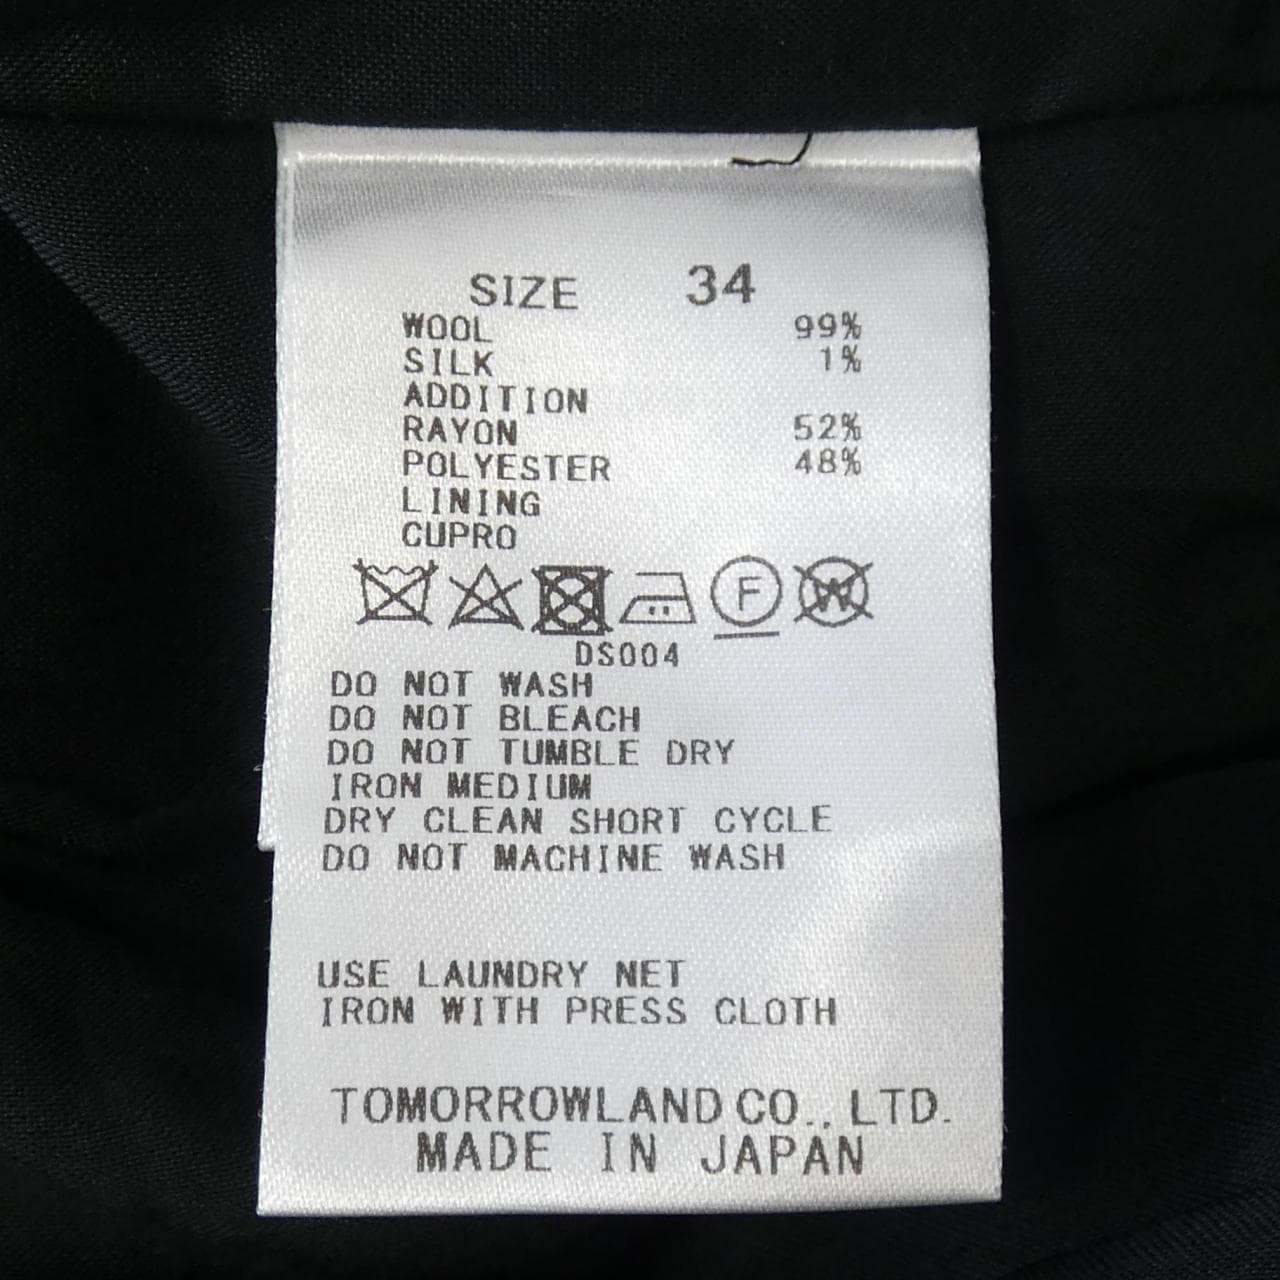 SIZE 34
WOOL 99%
SILK 1%
ADDITION
RAYON 52%
POLYESTER 48%
LINING
CUPRO
F W
DS004
DO NOT WASH
DO NOT BLEACH
DO NOT TUMBLE DRY
IRON MEDIUM
DRY CLEAN SHORT CYCLE
DO NOT MACHINE WASH
USE LAUNDRY NET
IRON WITH PRESS CLOTH
TOMORROWLAND CO., LTD.
MADE IN JAPAN